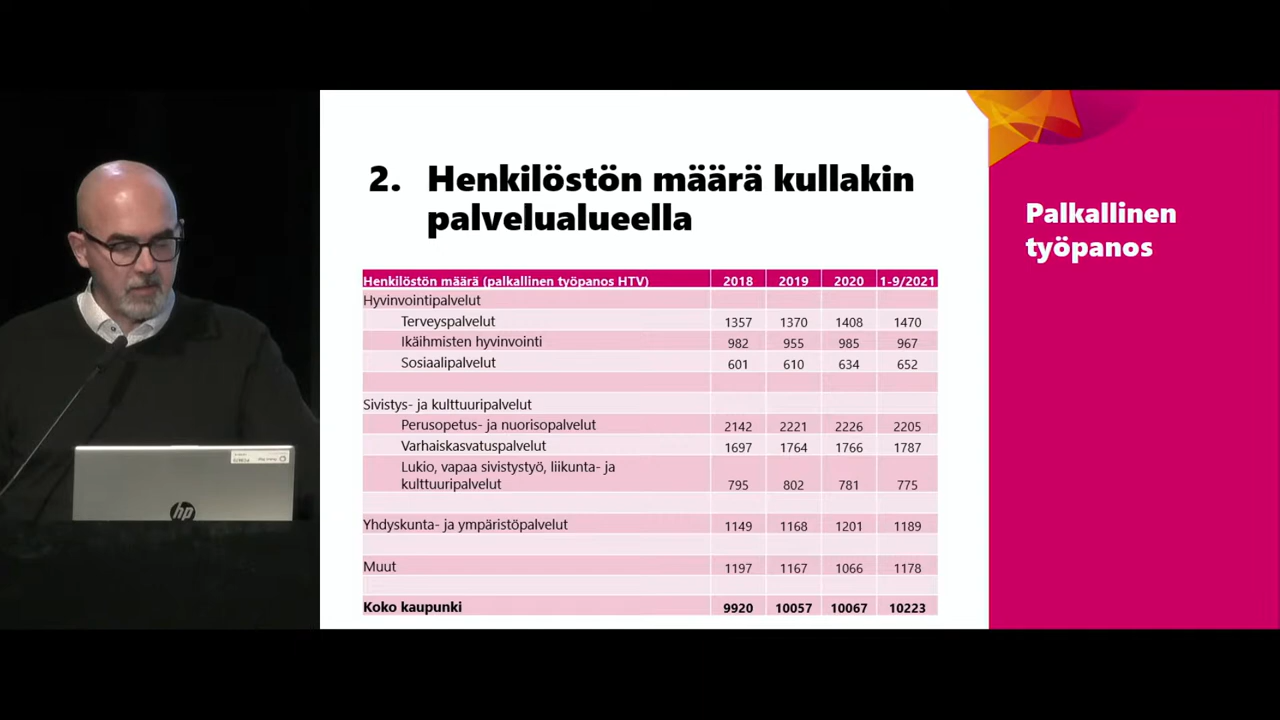 2. Henkilöstön määrä kullakin
palvelualueella
Palkallinen
työpanos
Henkilöstön määrä (palkallinen työpanos HTV) 2018 2019 2020 1-9/2021
Hyvinvointipalvelut
Terveyspalvelut 1357 1370 1408 1470
Ikäihmisten hyvinvointi 982 955 985 967
Sosiaalipalvelut 601 610 634 652
Sivistys- ja kulttuuripalvelut
Perusopetus- ja nuorisopalvelut 2142 2221 2226 2205
Varhaiskasvatuspalvelut 1697 1764 1766 1787
Lukio, vapaa sivistystyö, liikunta- ja
kulttuuripalvelut 795 802 781 775
Yhdyskunta- ja ympäristöpalvelut 1149 1168 1201 1189
Muut 1197 1167 1066 1178
Koko kaupunki 9920 10057 10067 10223
hp